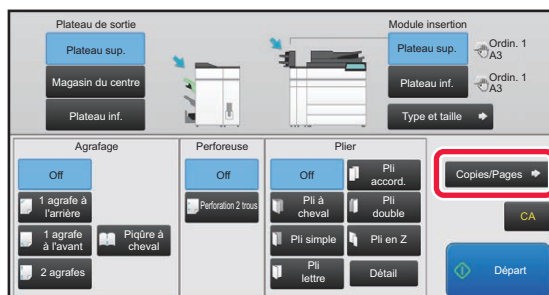 Plateau de sortie
Module insertion
Plateau sup.
Magasin du centre
Plateau inf.
Plateau sup.
Ordin. 1
A3
Plateau inf.
Ordin. 1
A3
Type et taille
Agrafage
Perforeuse
Plier
Off
1 agrafe à
l'arrière
1 agrafe
à l'avant
Piqûre à
cheval
2 agrafes
Off
Perforation 2 trous
Off
Pli
accord.
Pli à
cheval
Pli
double
Pli simple
Pli en Z
Pli
lettre
Détail
Copies/Pages
CA
Départ